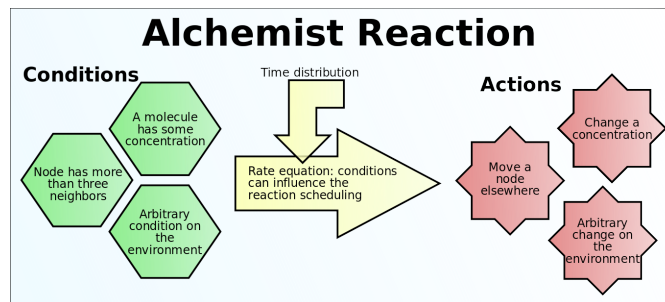 Alchemist Reaction
Conditions
A molecule
has some
concentration
Node has more
than three
neighbors
Arbitrary
condition on
the
environment
Time distribution
Rate equation: conditions
can influence the
reaction scheduling
Actions
Change a
concentration
Move a
node
elsewhere
Arbitrary
change on
the
environment